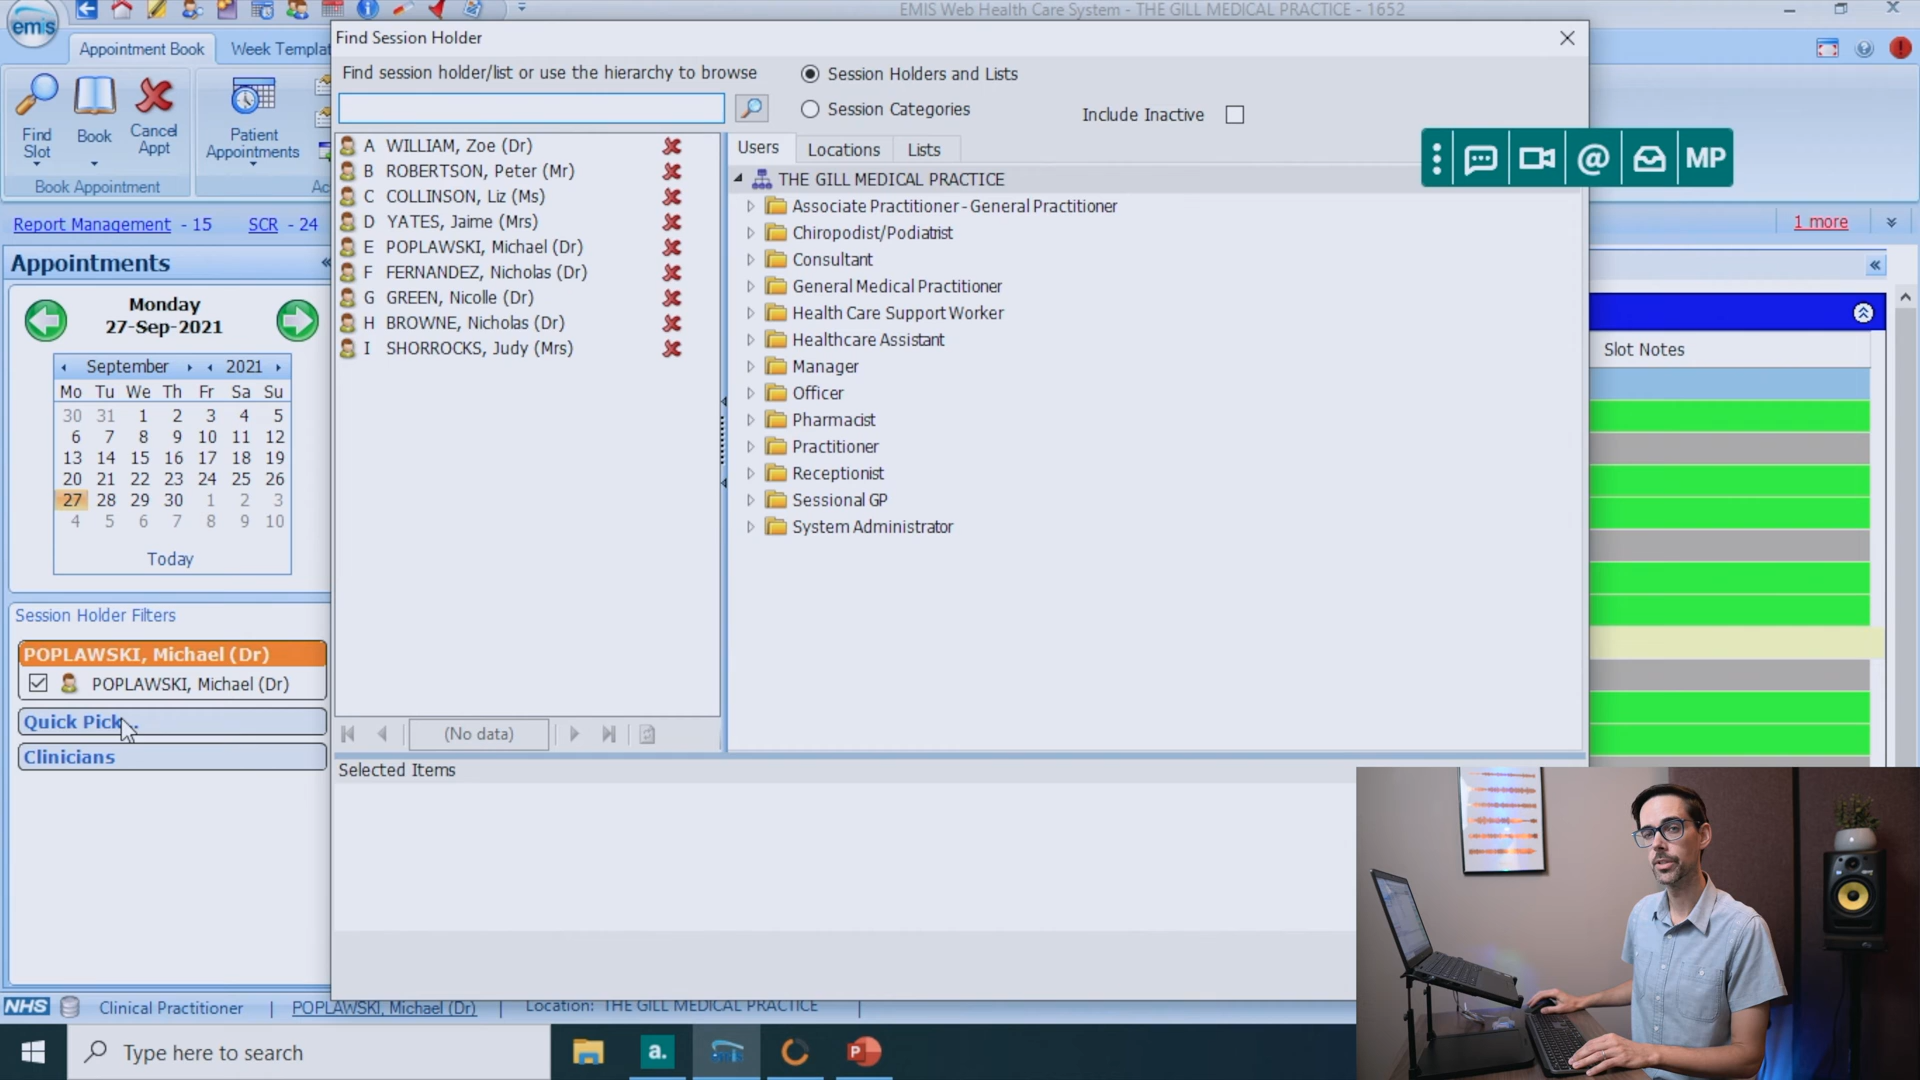 EMIS Web Health Care System - THE GILL MEDICAL PRACTICE - 1652
emis
Appointment Book
Week Templat
Find Slot
Book
Cancel Appt
Patient Appointments
Book Appointment
Ac
Report Management - 15
SCR - 24
1 more
Appointments
Monday
27-Sep-2021
September 2021
Mo Tu We Th Fr Sa Su
30 31 1 2 3 4 5
6 7 8 9 10 11 12
13 14 15 16 17 18 19
20 21 22 23 24 25 26
27 28 29 30 1 2 3
4 5 6 7 8 9 10
Today
Session Holder Filters
POPLAWSKI, Michael (Dr)
POPLAWSKI, Michael (Dr)
Quick Pick...
Clinicians
Find Session Holder
Find session holder/list or use the hierarchy to browse
Session Holders and Lists
Session Categories
Include Inactive
A WILLIAM, Zoe (Dr)
B ROBERTSON, Peter (Mr)
C COLLINSON, Liz (Ms)
D YATES, Jaime (Mrs)
E POPLAWSKI, Michael (Dr)
F FERNANDEZ, Nicholas (Dr)
G GREEN, Nicolle (Dr)
H BROWNE, Nicholas (Dr)
I SHORROCKS, Judy (Mrs)
(No data)
Users
Locations
Lists
THE GILL MEDICAL PRACTICE
Associate Practitioner - General Practitioner
Chiropodist/Podiatrist
Consultant
General Medical Practitioner
Health Care Support Worker
Healthcare Assistant
Manager
Officer
Pharmacist
Practitioner
Receptionist
Sessional GP
System Administrator
Selected Items
@ MP
Slot Notes
NHS
Clinical Practitioner | POPLAWSKI, Michael (Dr) | Location: THE GILL MEDICAL PRACTICE |
Type here to search
a.
emis
P